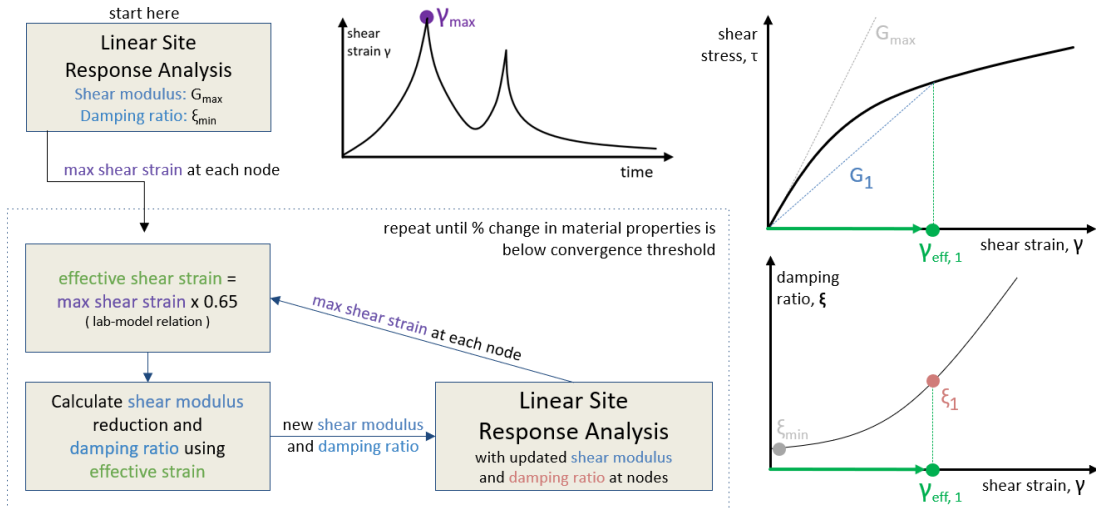 start here
Linear Site
Response Analysis
Shear modulus: Gmax
Damping ratio: ξmin
max shear strain at each node
shear
strain γ
γmax
time
repeat until % change in material properties is
below convergence threshold
effective shear strain =
max shear strain x 0.65
( lab-model relation )
max shear strain at each node
Calculate shear modulus
reduction and
damping ratio using
effective strain
new shear modulus
and damping ratio
Linear Site
Response Analysis
with updated shear modulus
and damping ratio at nodes
shear
stress, τ
Gmax
G1
shear strain, γ
γeff, 1
damping
ratio, ξ
ξmin
ξ1
shear strain, γ
γeff, 1